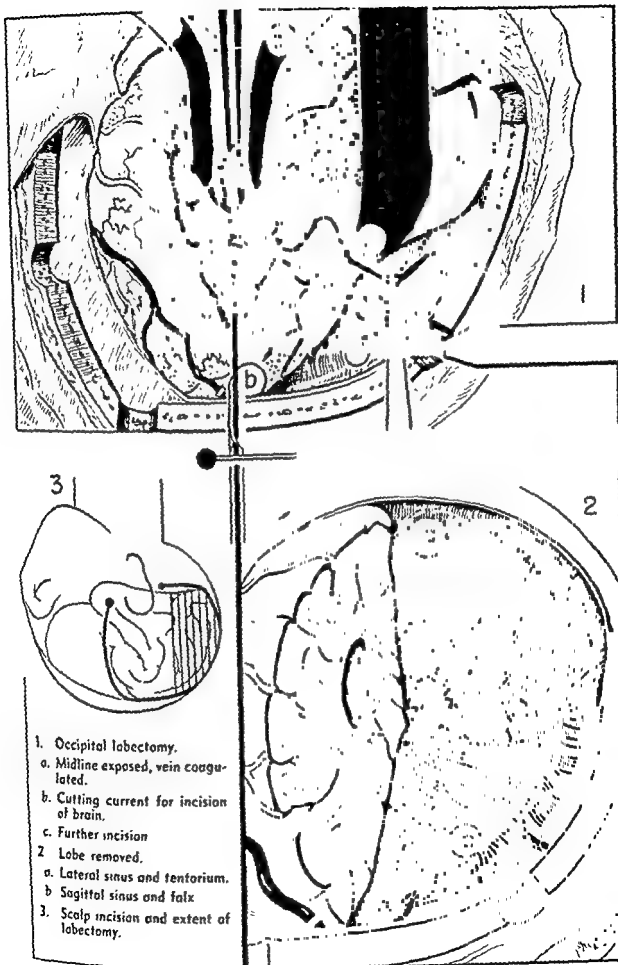 1
b
3
2
1. Occipital lobectomy.
a. Midline exposed, vein coagu-
lated.
b. Cutting current for incision
of brain.
c. Further incision
2 Lobe removed.
a. Lateral sinus and tentorium.
b Sagittal sinus and falx
3. Scalp incision and extent of
lobectomy.